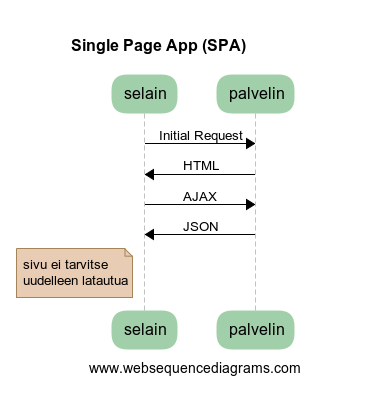 Single Page App (SPA)
selain palvelin
Initial Request
HTML
AJAX
JSON
sivu ei tarvitse
uudelleen latautua
selain palvelin
www.websequencediagrams.com